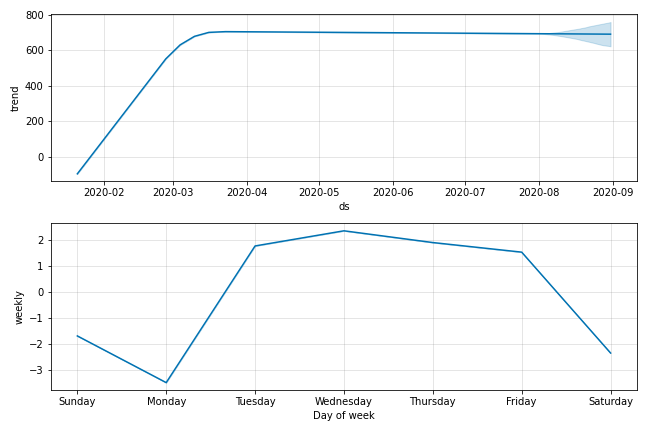 800
600
400
200
0
trend
2020-02 2020-03 2020-04 2020-05 2020-06 2020-07 2020-08 2020-09
ds
2
1
0
−1
−2
−3
weekly
Sunday Monday Tuesday Wednesday Thursday Friday Saturday
Day of week